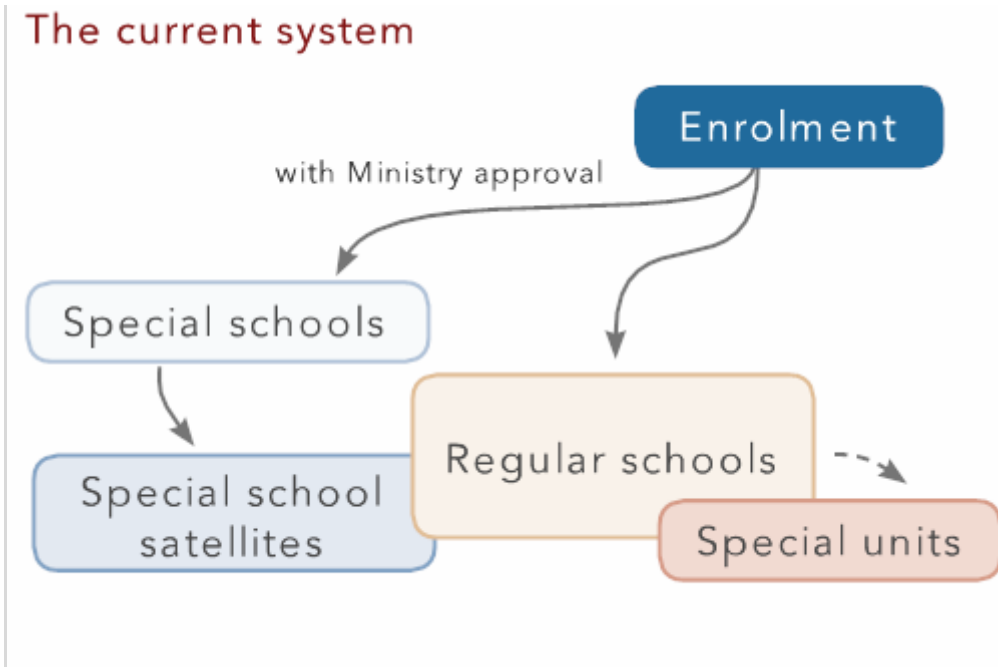 The current system
Enrolment
with Ministry approval
Special schools
Regular schools
Special school
satellites
Special units